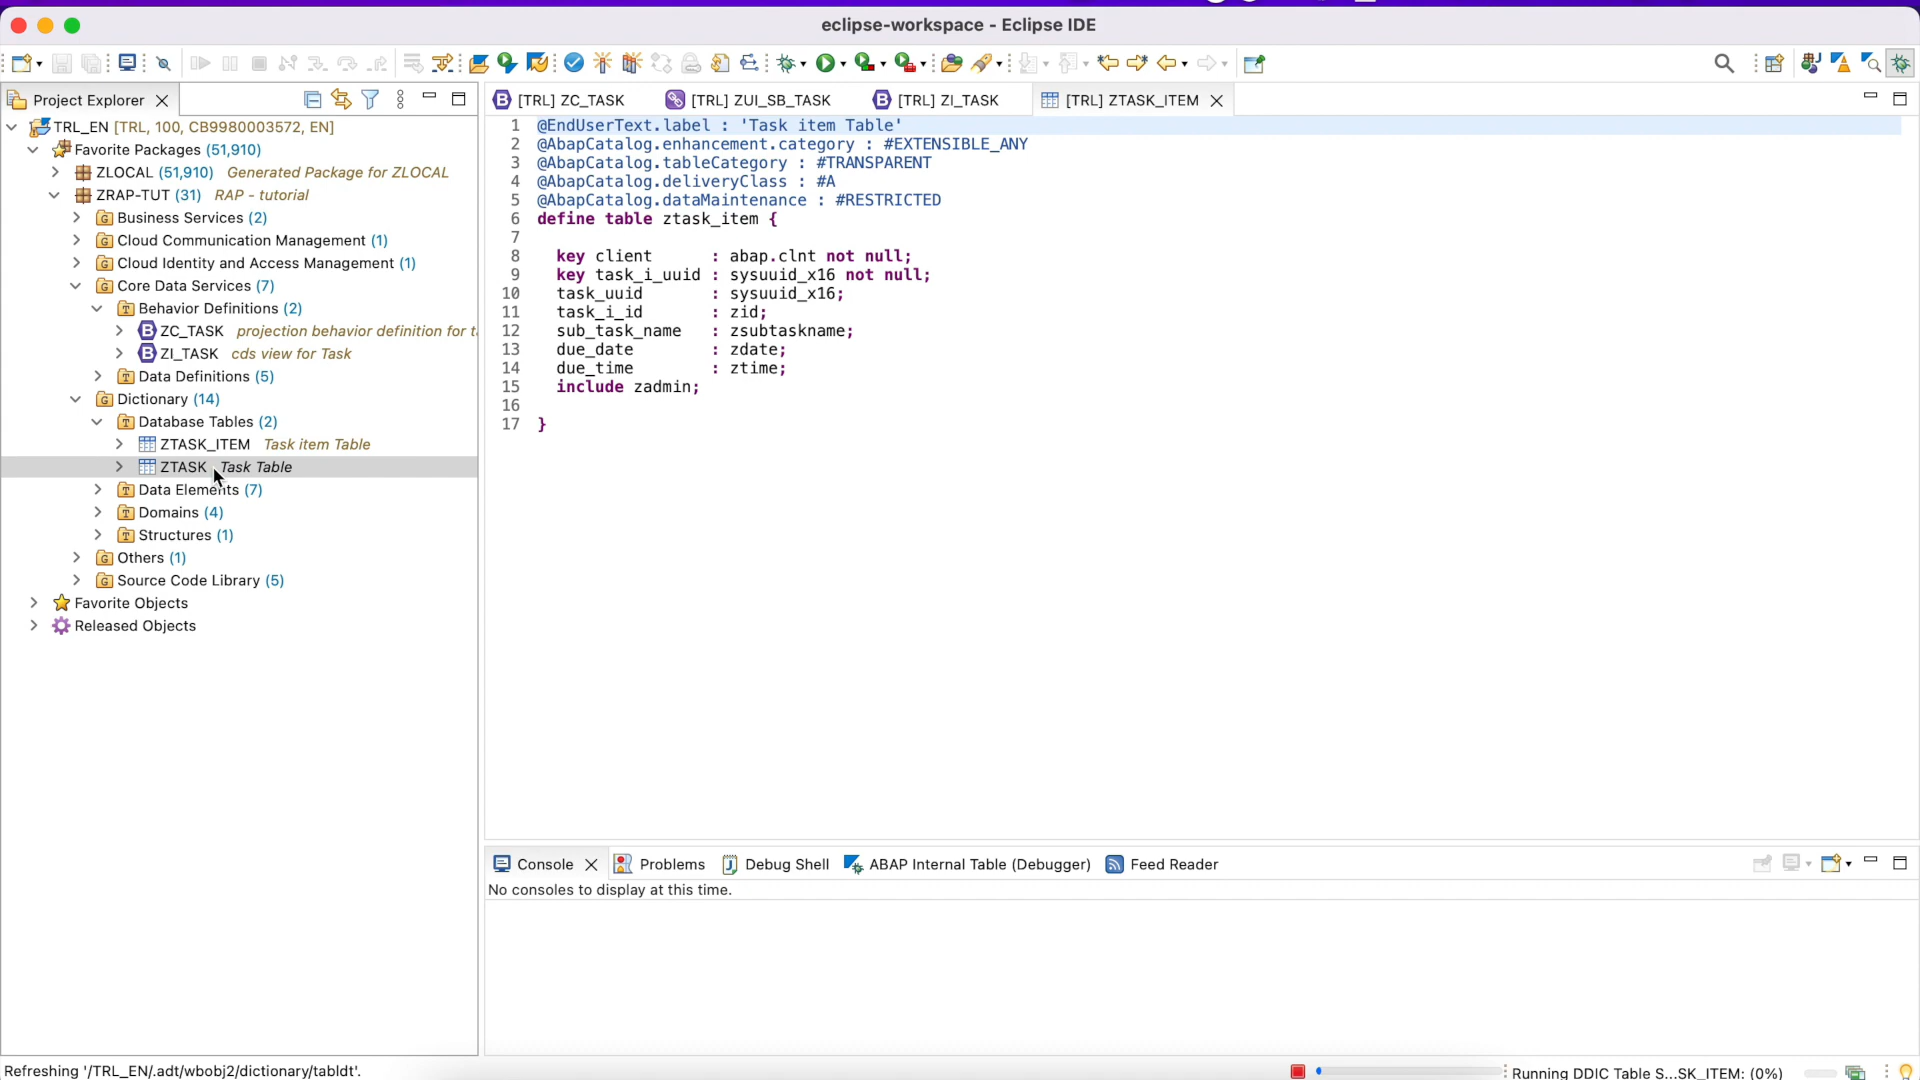 eclipse-workspace - Eclipse IDE
Project Explorer
[TRL] ZC_TASK
[TRL] ZUI_SB_TASK
[TRL] ZI_TASK
[TRL] ZTASK_ITEM
TRL_EN [TRL, 100, CB9980003572, EN]
Favorite Packages (51,910)
ZLOCAL (51,910) Generated Package for ZLOCAL
ZRAP-TUT (31) RAP - tutorial
Business Services (2)
Cloud Communication Management (1)
Cloud Identity and Access Management (1)
Core Data Services (7)
Behavior Definitions (2)
ZC_TASK projection behavior definition for t
ZI_TASK cds view for Task
Data Definitions (5)
Dictionary (14)
Database Tables (2)
ZTASK_ITEM Task item Table
ZTASK Task Table
Data Elements (7)
Domains (4)
Structures (1)
Others (1)
Source Code Library (5)
Favorite Objects
Released Objects
1 @EndUserText.label : 'Task item Table'
2 @AbapCatalog.enhancement.category : #EXTENSIBLE_ANY
3 @AbapCatalog.tableCategory : #TRANSPARENT
4 @AbapCatalog.deliveryClass : #A
5 @AbapCatalog.dataMaintenance : #RESTRICTED
6 define table ztask_item {
7
8 key client : abap.clnt not null;
9 key task_i_uuid : sysuuid_x16 not null;
10 task_uuid : sysuuid_x16;
11 task_i_id : zid;
12 sub_task_name : zsubtaskname;
13 due_date : zdate;
14 due_time : ztime;
15 include zadmin;
16
17 }
Console
Problems
Debug Shell
ABAP Internal Table (Debugger)
Feed Reader
No consoles to display at this time.
Refreshing '/TRL_EN/.adt/wbobj2/dictionary/tabldt'.
Running DDIC Table S...SK_ITEM: (0%)